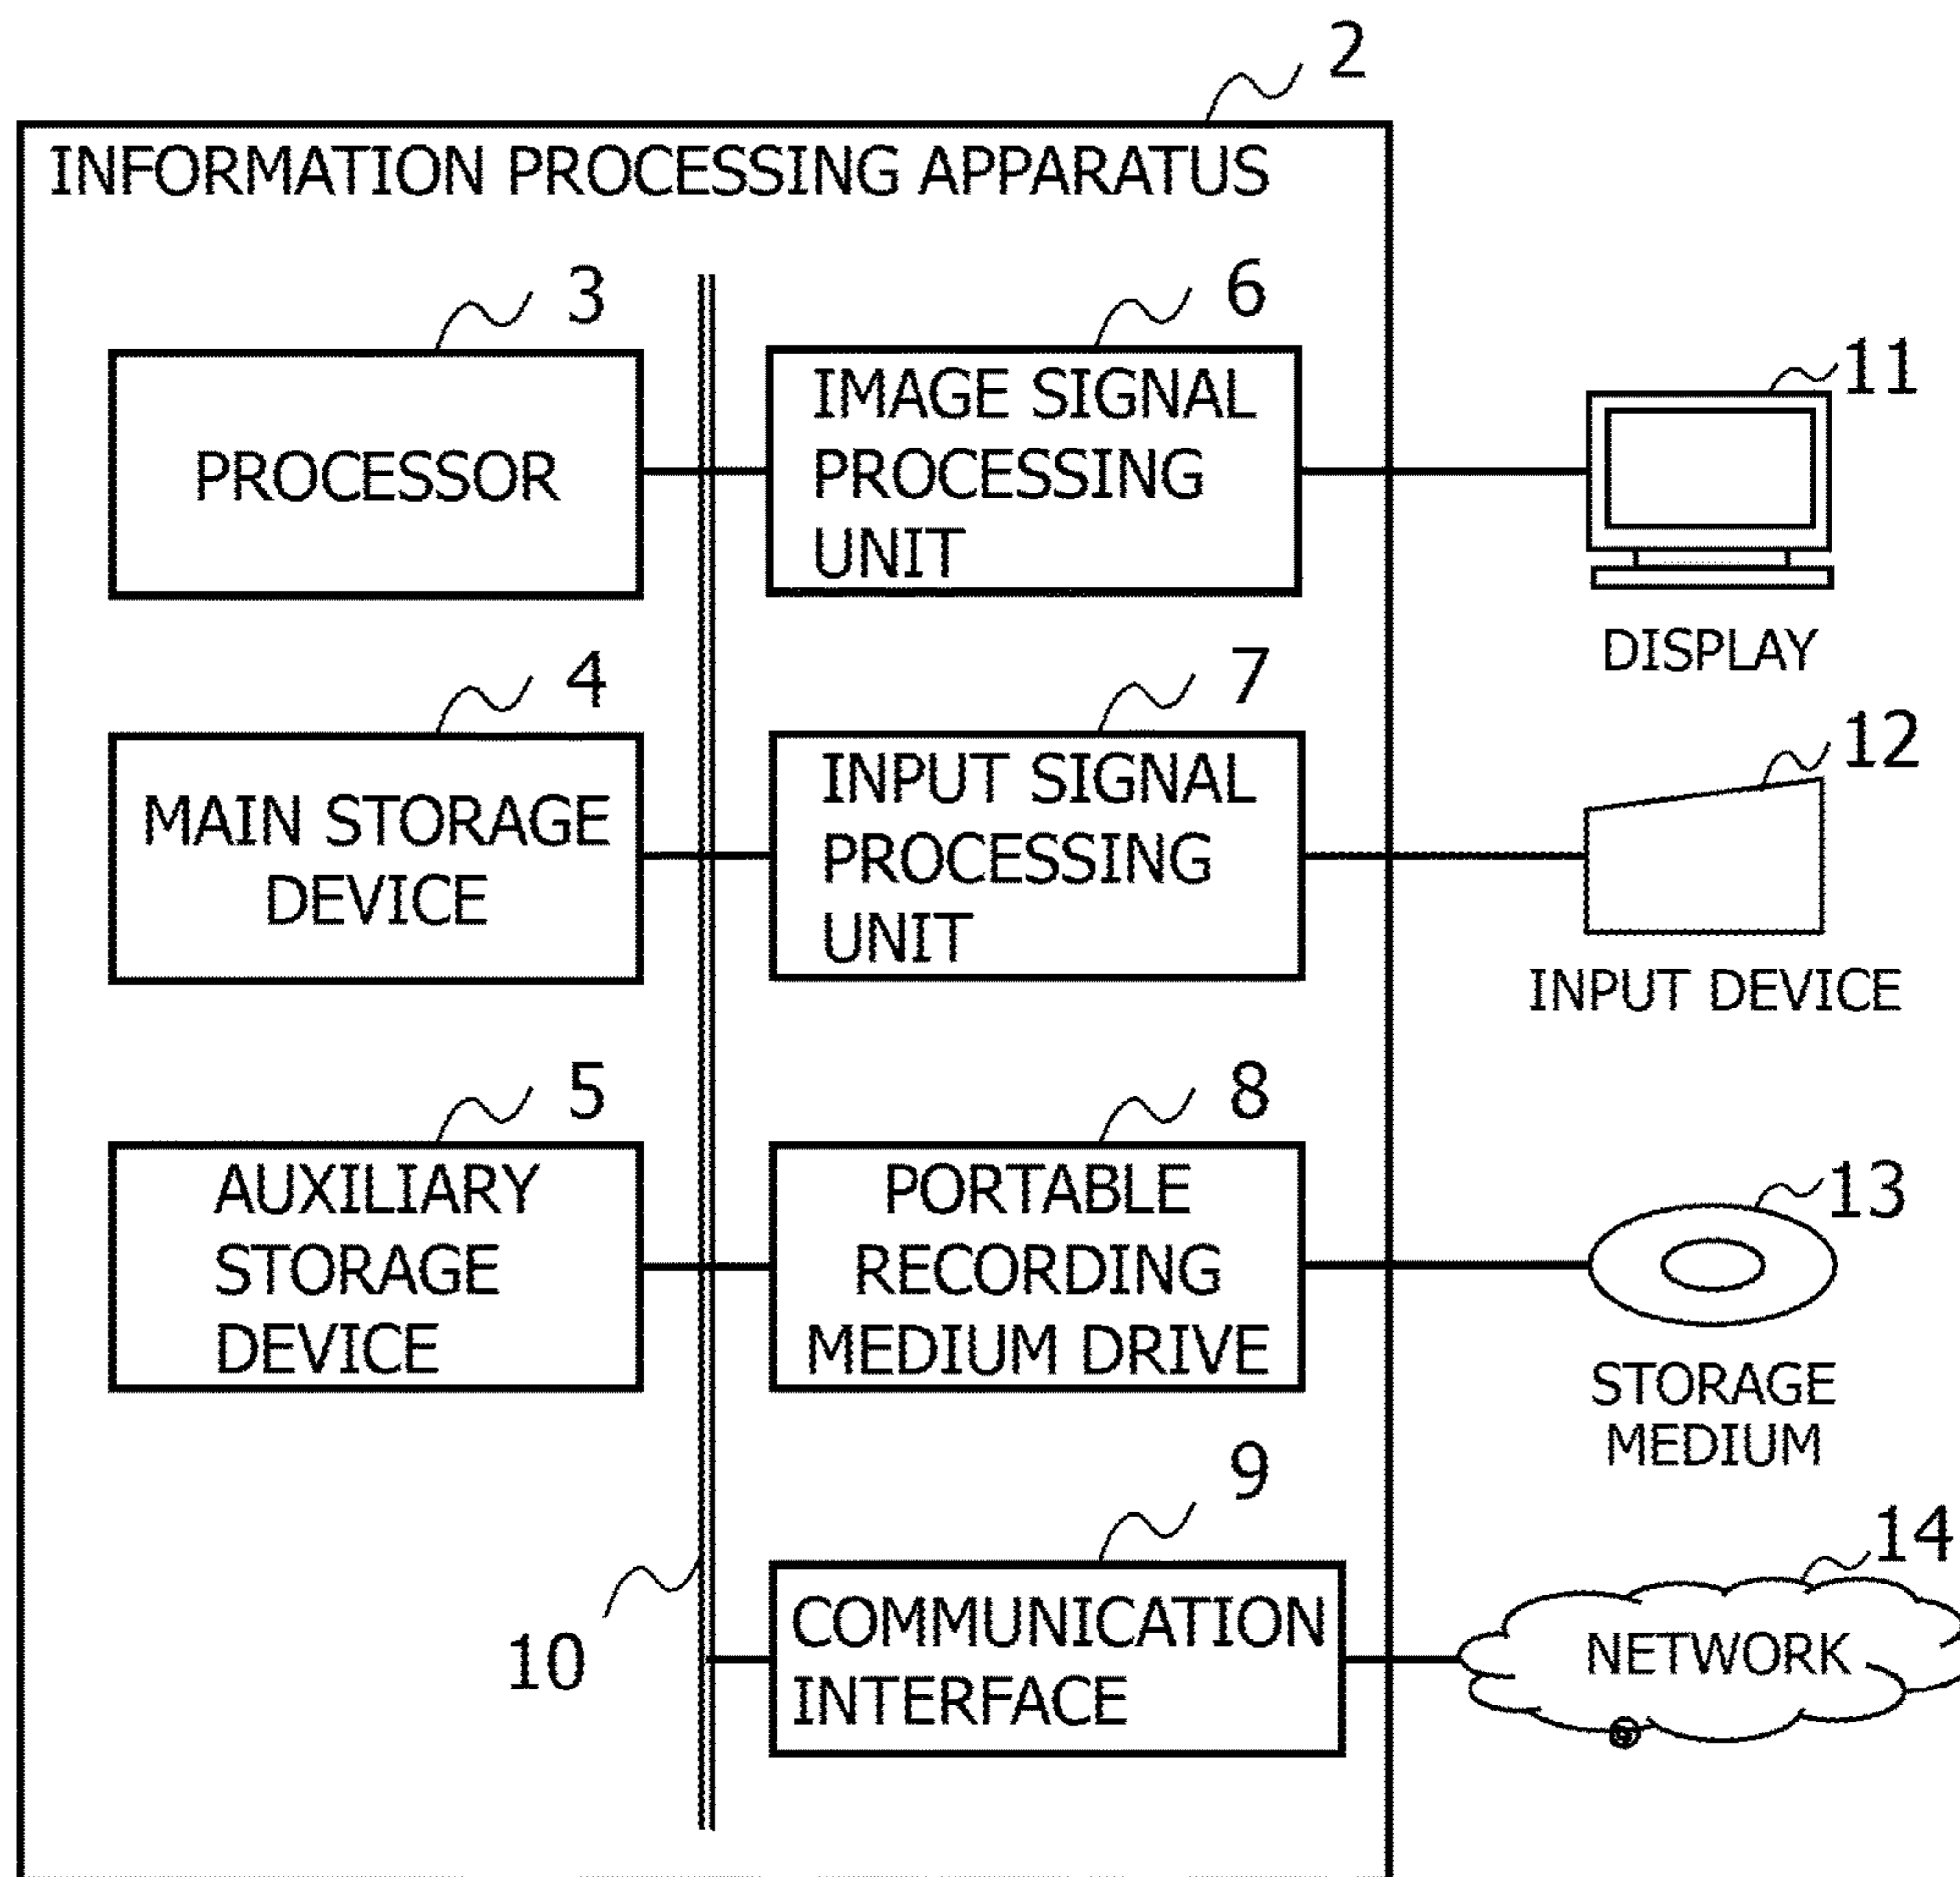 2
INFORMATION PROCESSING APPARATUS
3
PROCESSOR
6
IMAGE SIGNAL
PROCESSING
UNIT
11
DISPLAY
4
MAIN STORAGE
DEVICE
7
INPUT SIGNAL
PROCESSING
UNIT
12
INPUT DEVICE
5
AUXILIARY
STORAGE
DEVICE
8
PORTABLE
RECORDING
MEDIUM DRIVE
13
STORAGE
MEDIUM
10
9
COMMUNICATION
INTERFACE
14
NETWORK